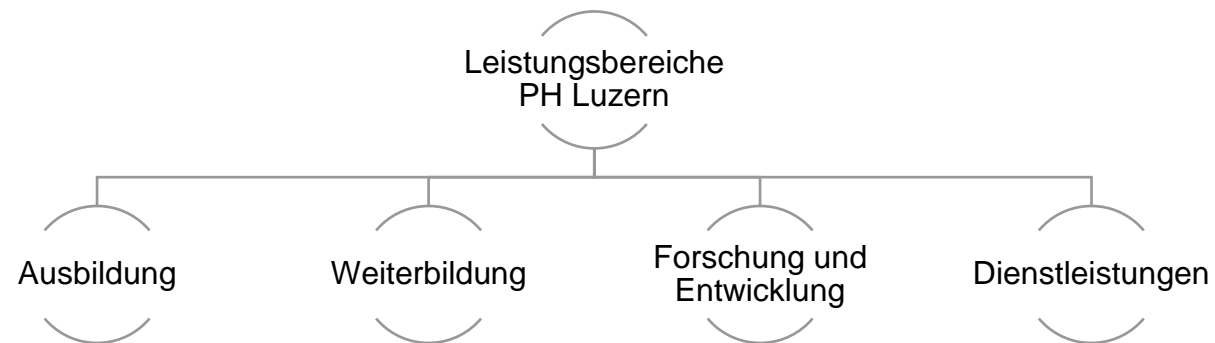 Leistungsbereiche
PH Luzern
Ausbildung
Weiterbildung
Forschung und
Entwicklung
Dienstleistungen